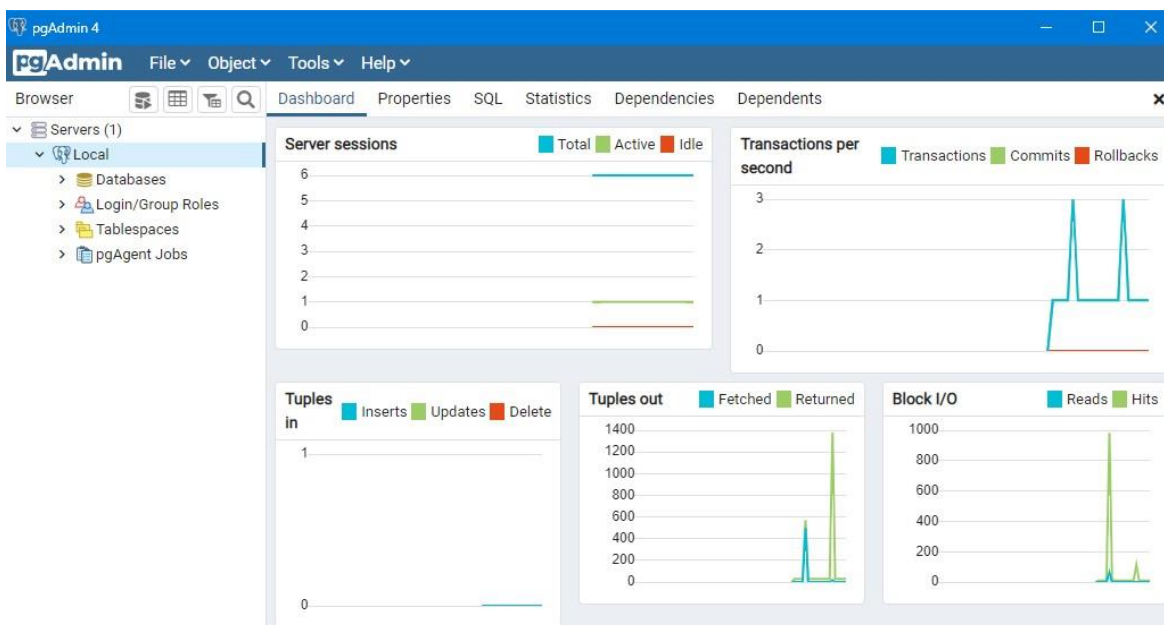 pgAdmin 4
pgAdmin File Object Tools Help
Browser
Dashboard Properties SQL Statistics Dependencies Dependents
Servers (1)
Local
Databases
Login/Group Roles
Tablespaces
pgAgent Jobs
Server sessions
Total Active Idle
6
5
4
3
2
1
0
Transactions per
second
Transactions Commits Rollbacks
3
2
1
0
Tuples
in
Inserts Updates Delete
1
0
Tuples out
Fetched Returned
1400
1200
1000
800
600
400
200
0
Block I/O
Reads Hits
1000
800
600
400
200
0